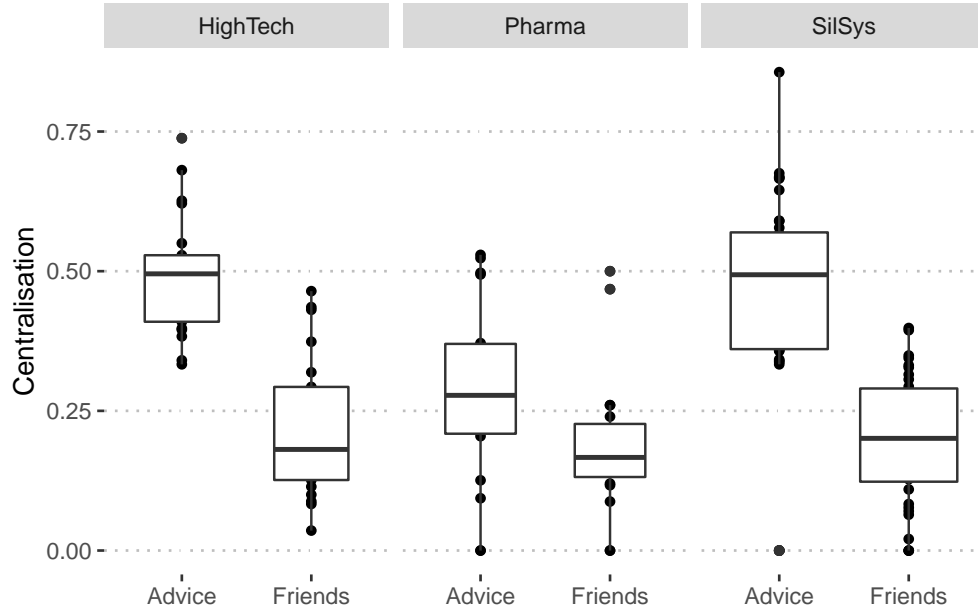 HighTech Pharma SilSys
Centralisation
0.75
0.50
0.25
0.00
Advice Friends Advice Friends Advice Friends